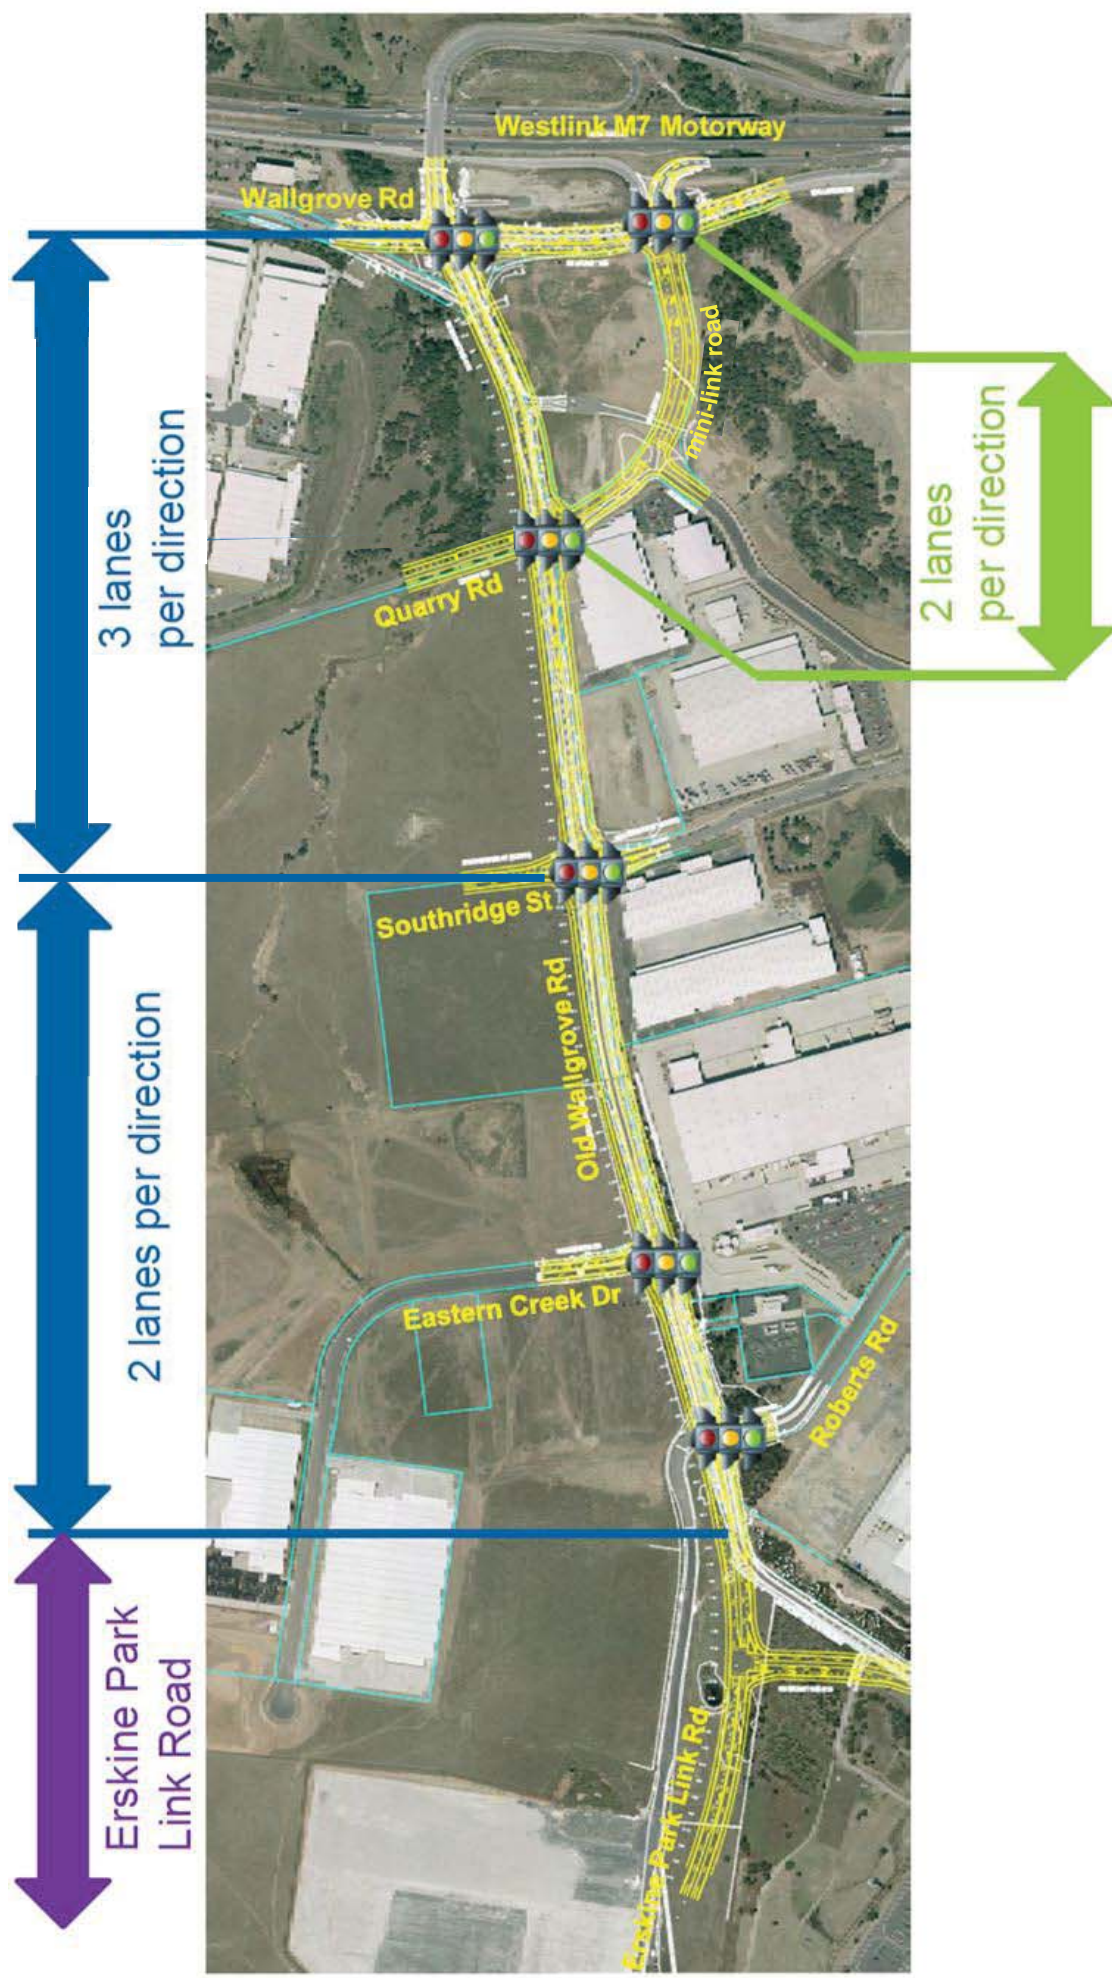 Westlink M7 Motorway
Wallgrove Rd
mini-link road
3 lanes
per direction
2 lanes
per direction
Quarry Rd
Southridge St
Old Wallgrove Rd
2 lanes per direction
Eastern Creek Dr
Roberts Rd
Erskine Park
Link Road
Erskine Park Link Rd